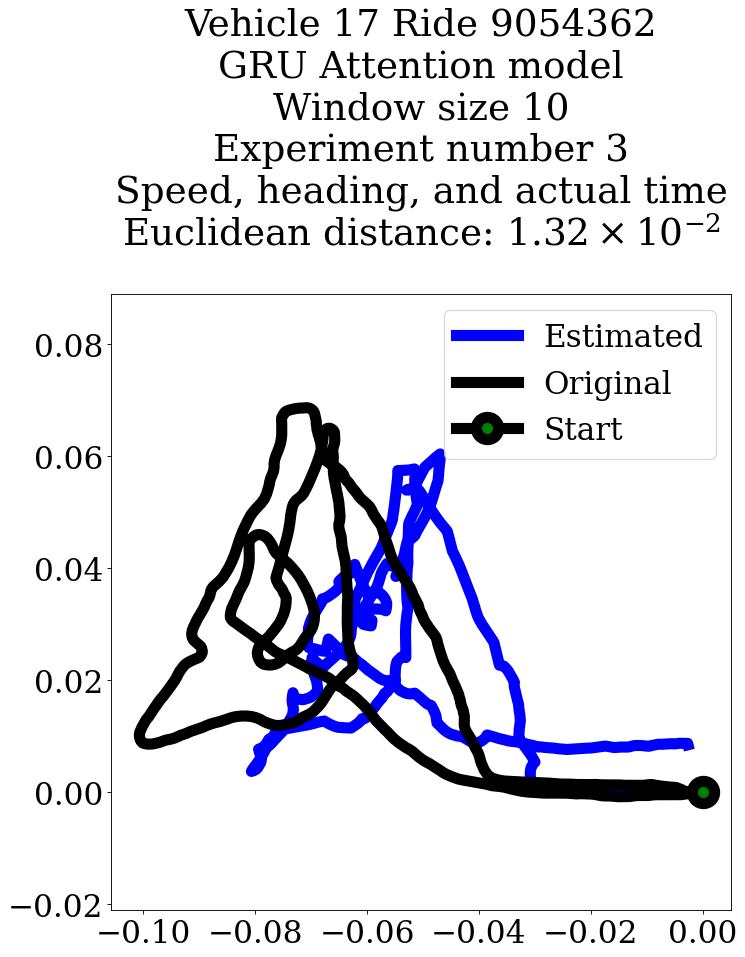 Vehicle 17 Ride 9054362
GRU Attention model
Window size 10
Experiment number 3
Speed, heading, and actual time
Euclidean distance: 1.32 × 10⁻²
Estimated
Original
Start
0.08
0.06
0.04
0.02
0.00
−0.02
−0.10 −0.08 −0.06 −0.04 −0.02 0.00